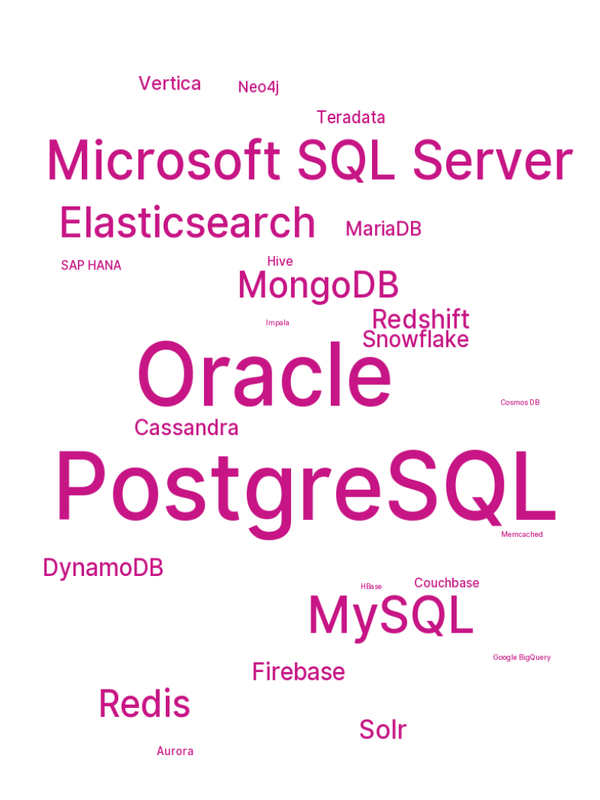 Vertica
Neo4j
Teradata
Microsoft SQL Server
Elasticsearch
MariaDB
SAP HANA
Hive
MongoDB
Impala
Redshift
Snowflake
Oracle
Cosmos DB
Cassandra
PostgreSQL
Memcached
DynamoDB
HBase
Couchbase
MySQL
Google BigQuery
Firebase
Redis
Solr
Aurora